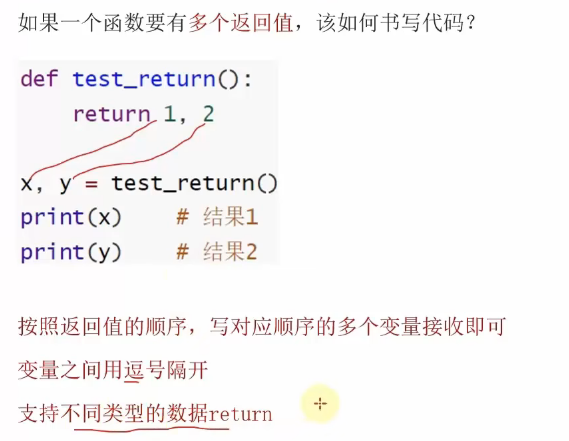 如果一个函数要有多个返回值，该如何书写代码？
def test_return():
    return 1, 2
x, y = test_return()
print(x)    # 结果1
print(y)    # 结果2
按照返回值的顺序，写对应顺序的多个变量接收即可
变量之间用逗号隔开
支持不同类型的数据return